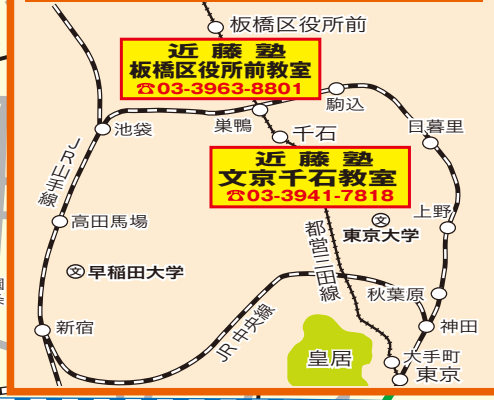 板橋区役所前
近藤塾
板橋区役所前教室
☎03-3963-8801
駒込
巣鴨
池袋
千石
日暮里
近藤塾
文京千石教室
☎03-3941-7818
JR山手線
高田馬場
上野
東京大学
文
都営三田線
文
早稲田大学
秋葉原
新宿
JR中央線
神田
皇居
大手町
東京